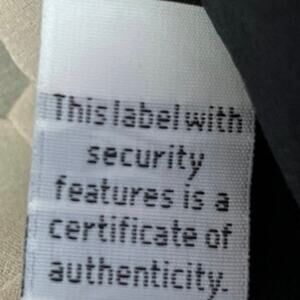 This label with
security
features is a
certificate of
authenticity.